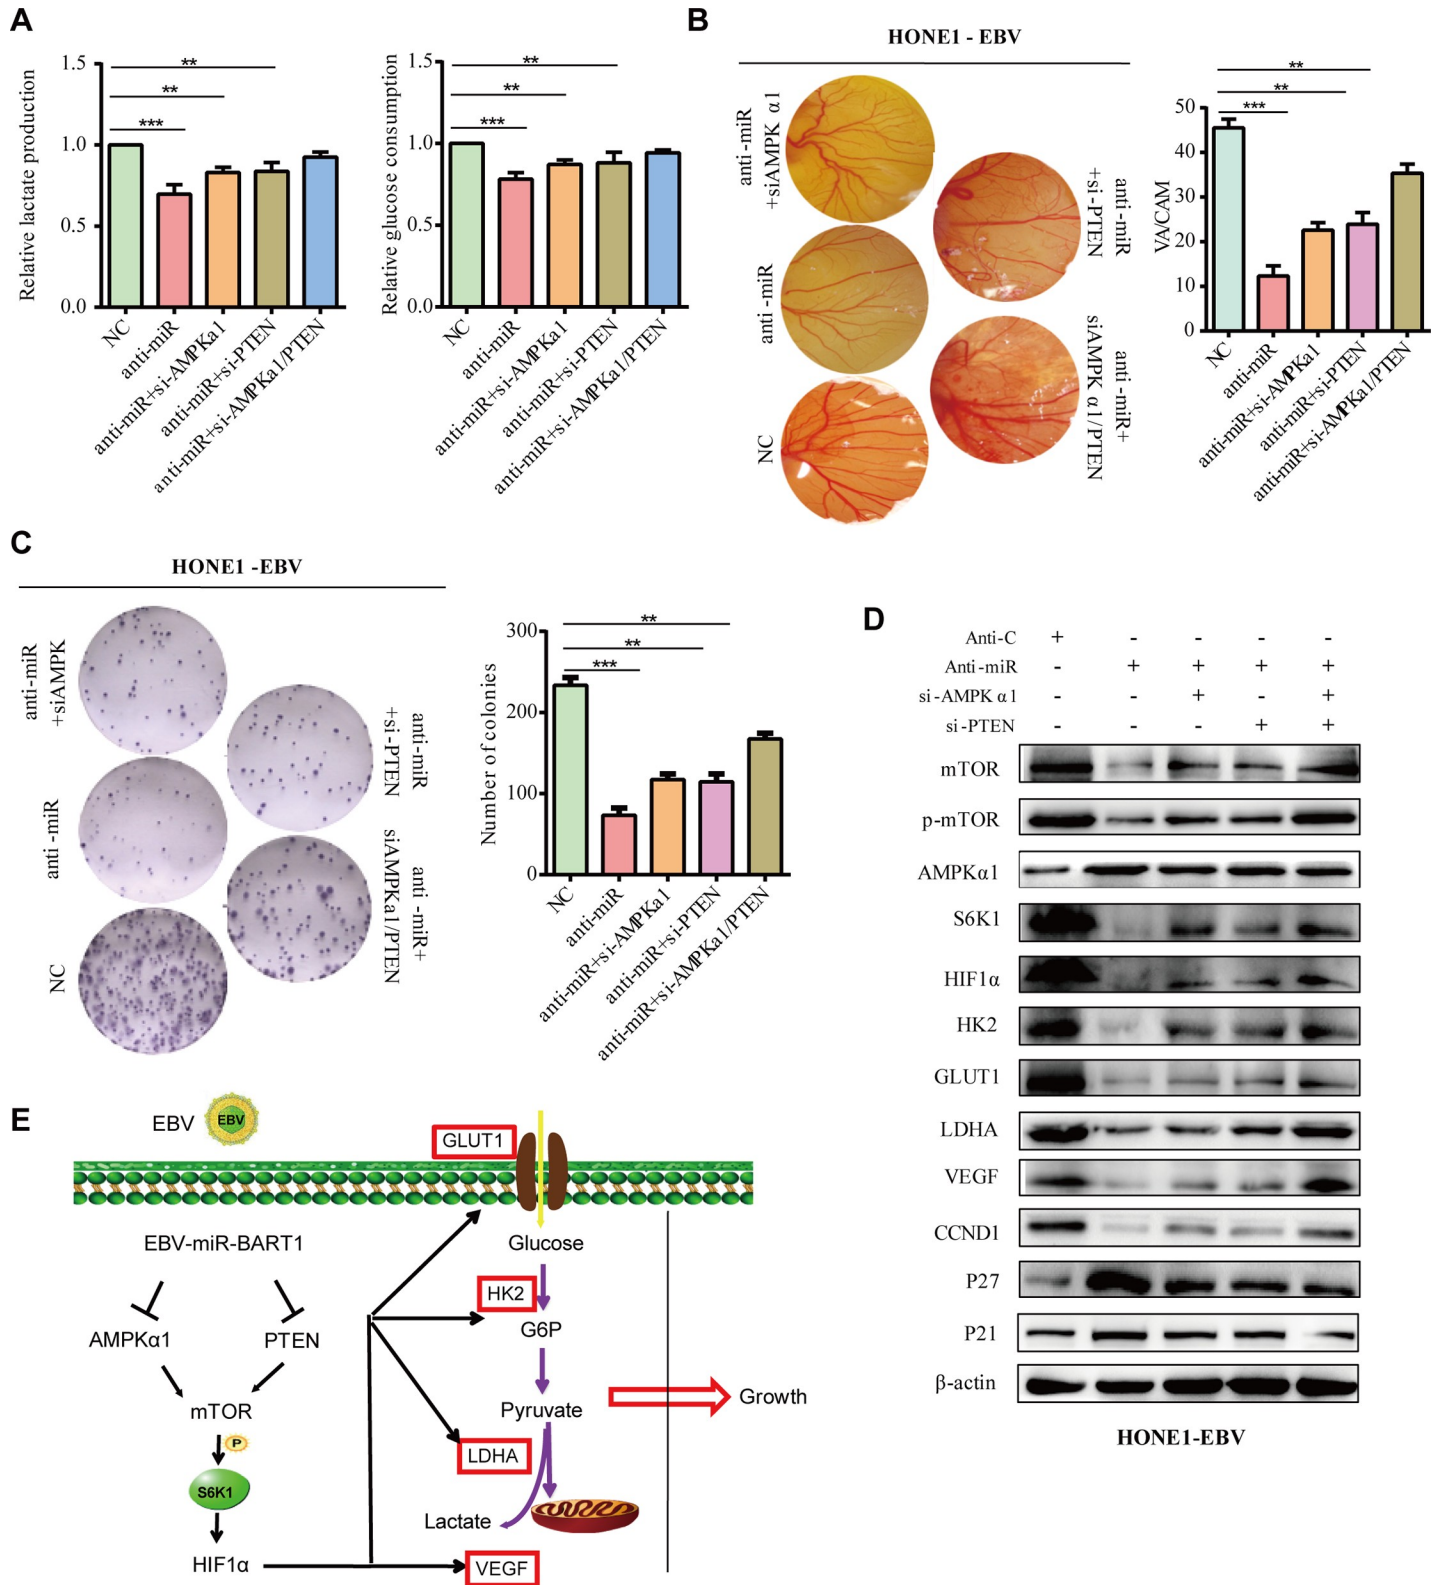 A
Relative lactate production
1.5
1.0
0.5
0.0
**
**
***
NC
anti-miR
anti-miR+si-AMPKa1
anti-miR+si-PTEN
anti-miR+si-AMPKa1/PTEN
Relative glucose consumption
1.5
1.0
0.5
0.0
**
**
***
NC
anti-miR
anti-miR+si-AMPKa1
anti-miR+si-PTEN
anti-miR+si-AMPKa1/PTEN
B
HONE1 - EBV
anti-miR
+siAMPK α1
anti-miR
NC
anti-miR
+si-PTEN
anti-miR+
siAMPK α1/PTEN
VA/CAM
50
40
30
20
10
0
**
**
***
NC
anti-miR
anti-miR+si-AMPKa1
anti-miR+si-PTEN
anti-miR+si-AMPKa1/PTEN
C
HONE1 -EBV
anti-miR
+siAMPK
anti -miR
NC
anti-miR
+si-PTEN
anti -miR+
siAMPKa1/PTEN
Number of colonies
300
200
100
0
**
**
***
NC
anti-miR
anti-miR+si-AMPKa1
anti-miR+si-PTEN
anti-miR+si-AMPKa1/PTEN
D
Anti-C + - - - -
Anti-miR - + + + +
si-AMPK α1 - - + - +
si-PTEN - - - + +
mTOR
p-mTOR
AMPKα1
S6K1
HIF1α
HK2
GLUT1
LDHA
VEGF
CCND1
P27
P21
β-actin
HONE1-EBV
E
EBV
EBV
GLUT1
EBV-miR-BART1
Glucose
HK2
AMPKα1
PTEN
G6P
mTOR
P
Pyruvate
Growth
LDHA
S6K1
Lactate
HIF1α
VEGF